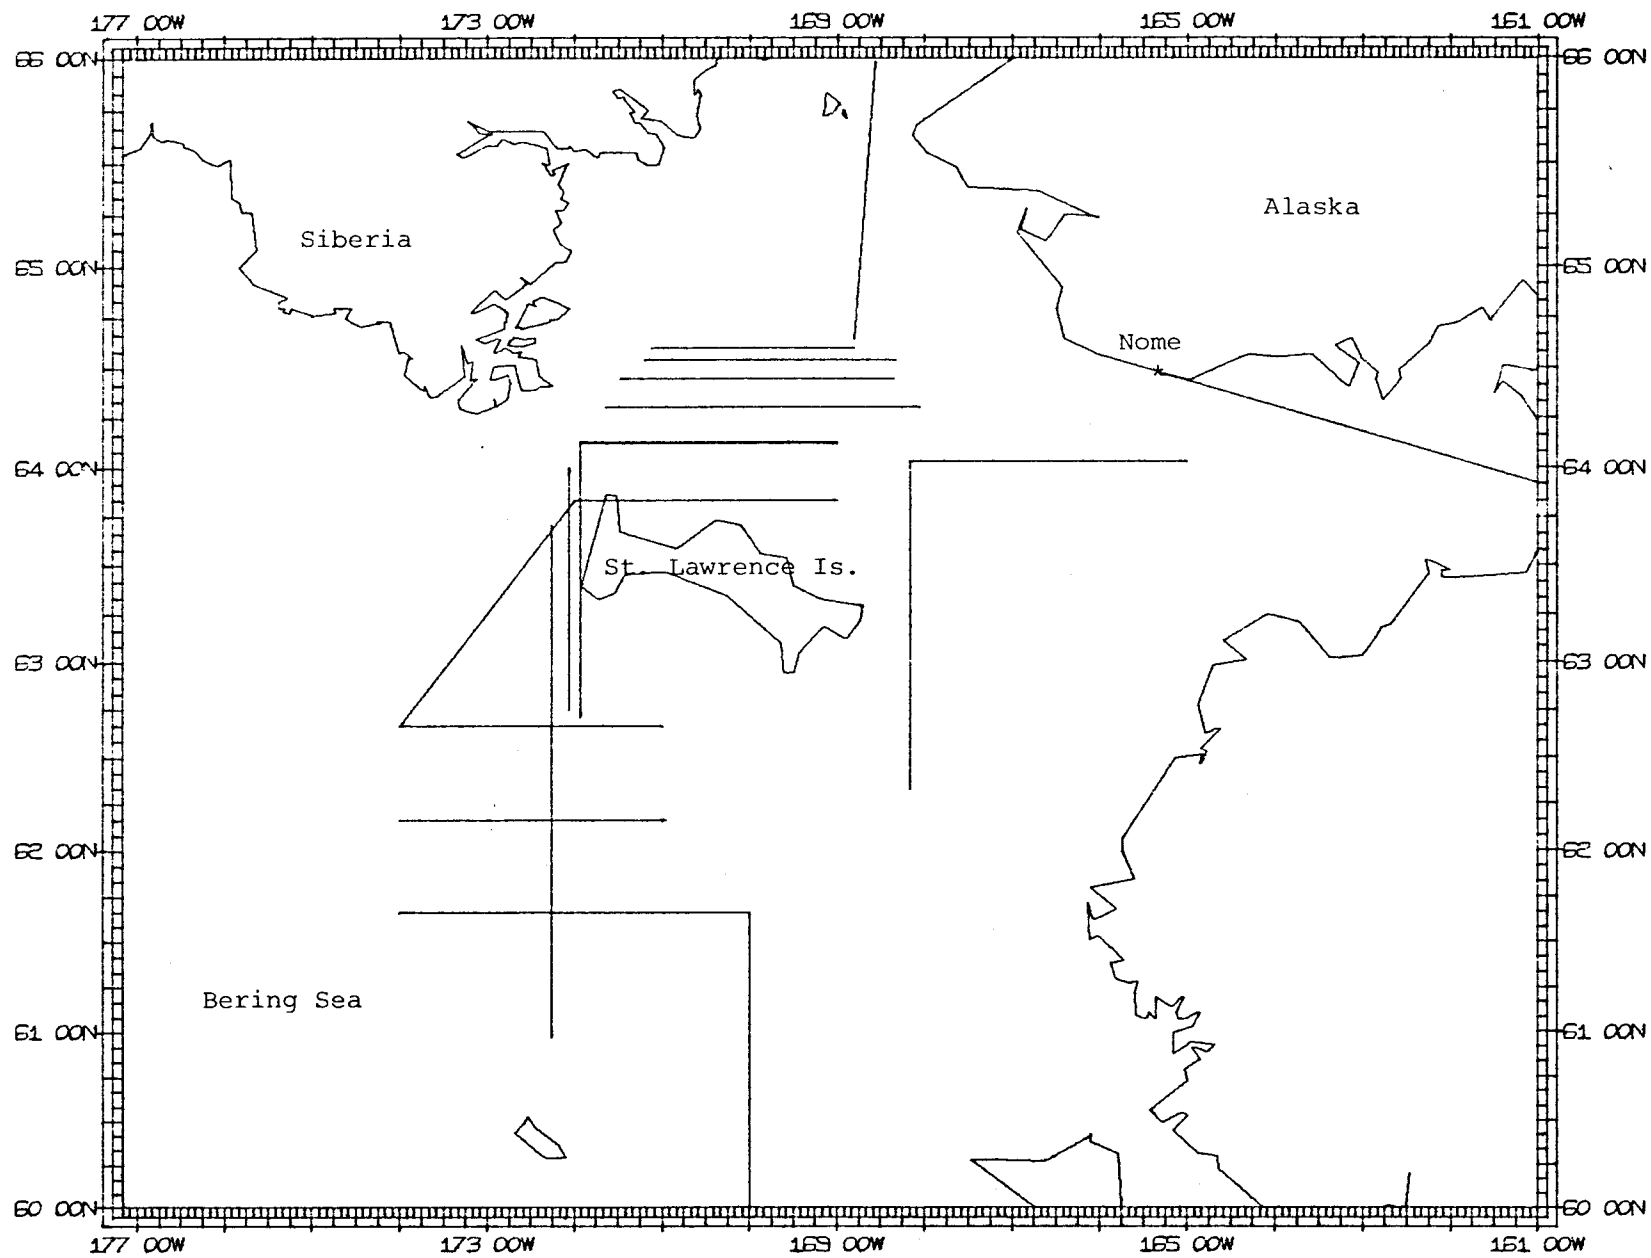 177 00W 173 00W 169 00W 165 00W 161 00W
66 00N 66 00N
Alaska
Siberia
65 00N 65 00N
Nome
64 00N 64 00N
St. Lawrence Is.
63 00N 63 00N
62 00N 62 00N
Bering Sea
61 00N 61 00N
60 00N 60 00N
177 00W 173 00W 169 00W 165 00W 161 00W